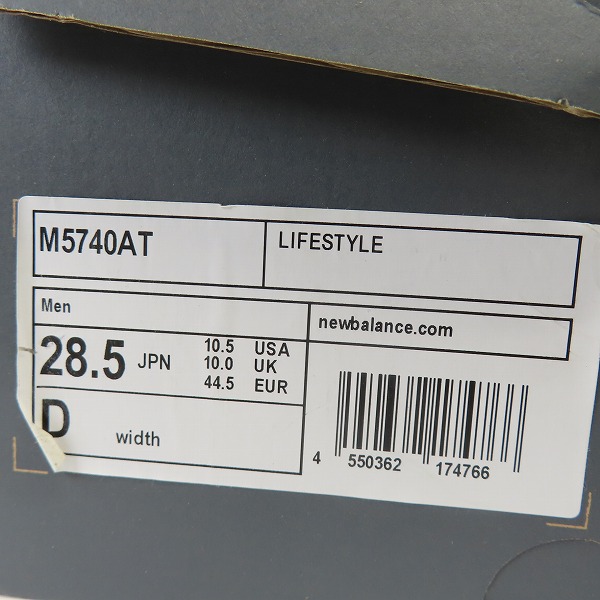 M5740AT
LIFESTYLE
Men
newbalance.com
28.5 JPN
10.5 USA
10.0 UK
44.5 EUR
D width
4 550362 174766